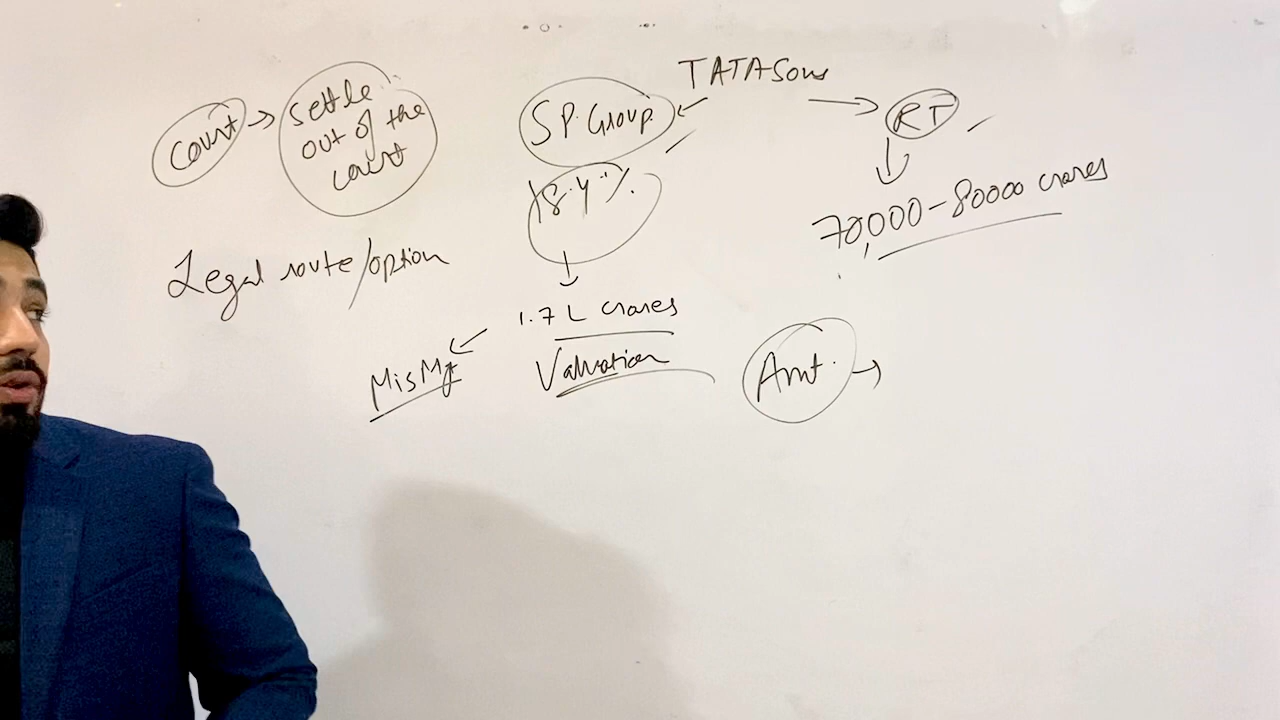 TATA Sons
Court → Settle
out of the
court
SP. Group
RT
18.4%
70,000 - 80000 crores
Legal route/option
1.7 L crores
Valuation
MisMg
Amt. →